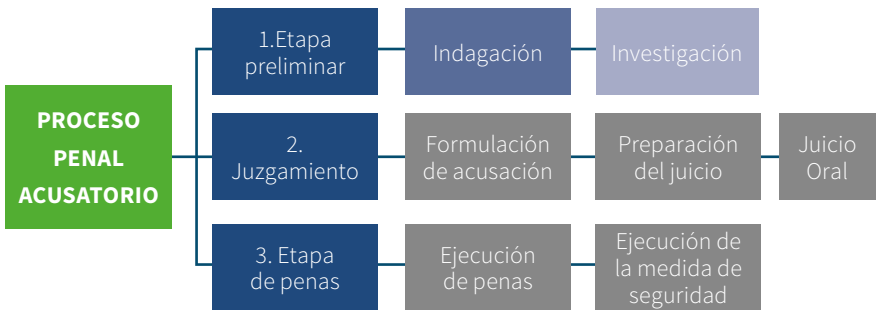 PROCESO
PENAL
ACUSATORIO
1.Etapa
preliminar
Indagación
Investigación
2.
Juzgamiento
Formulación
de acusación
Preparación
del juicio
Juicio
Oral
3. Etapa
de penas
Ejecución
de penas
Ejecución de
la medida de
seguridad